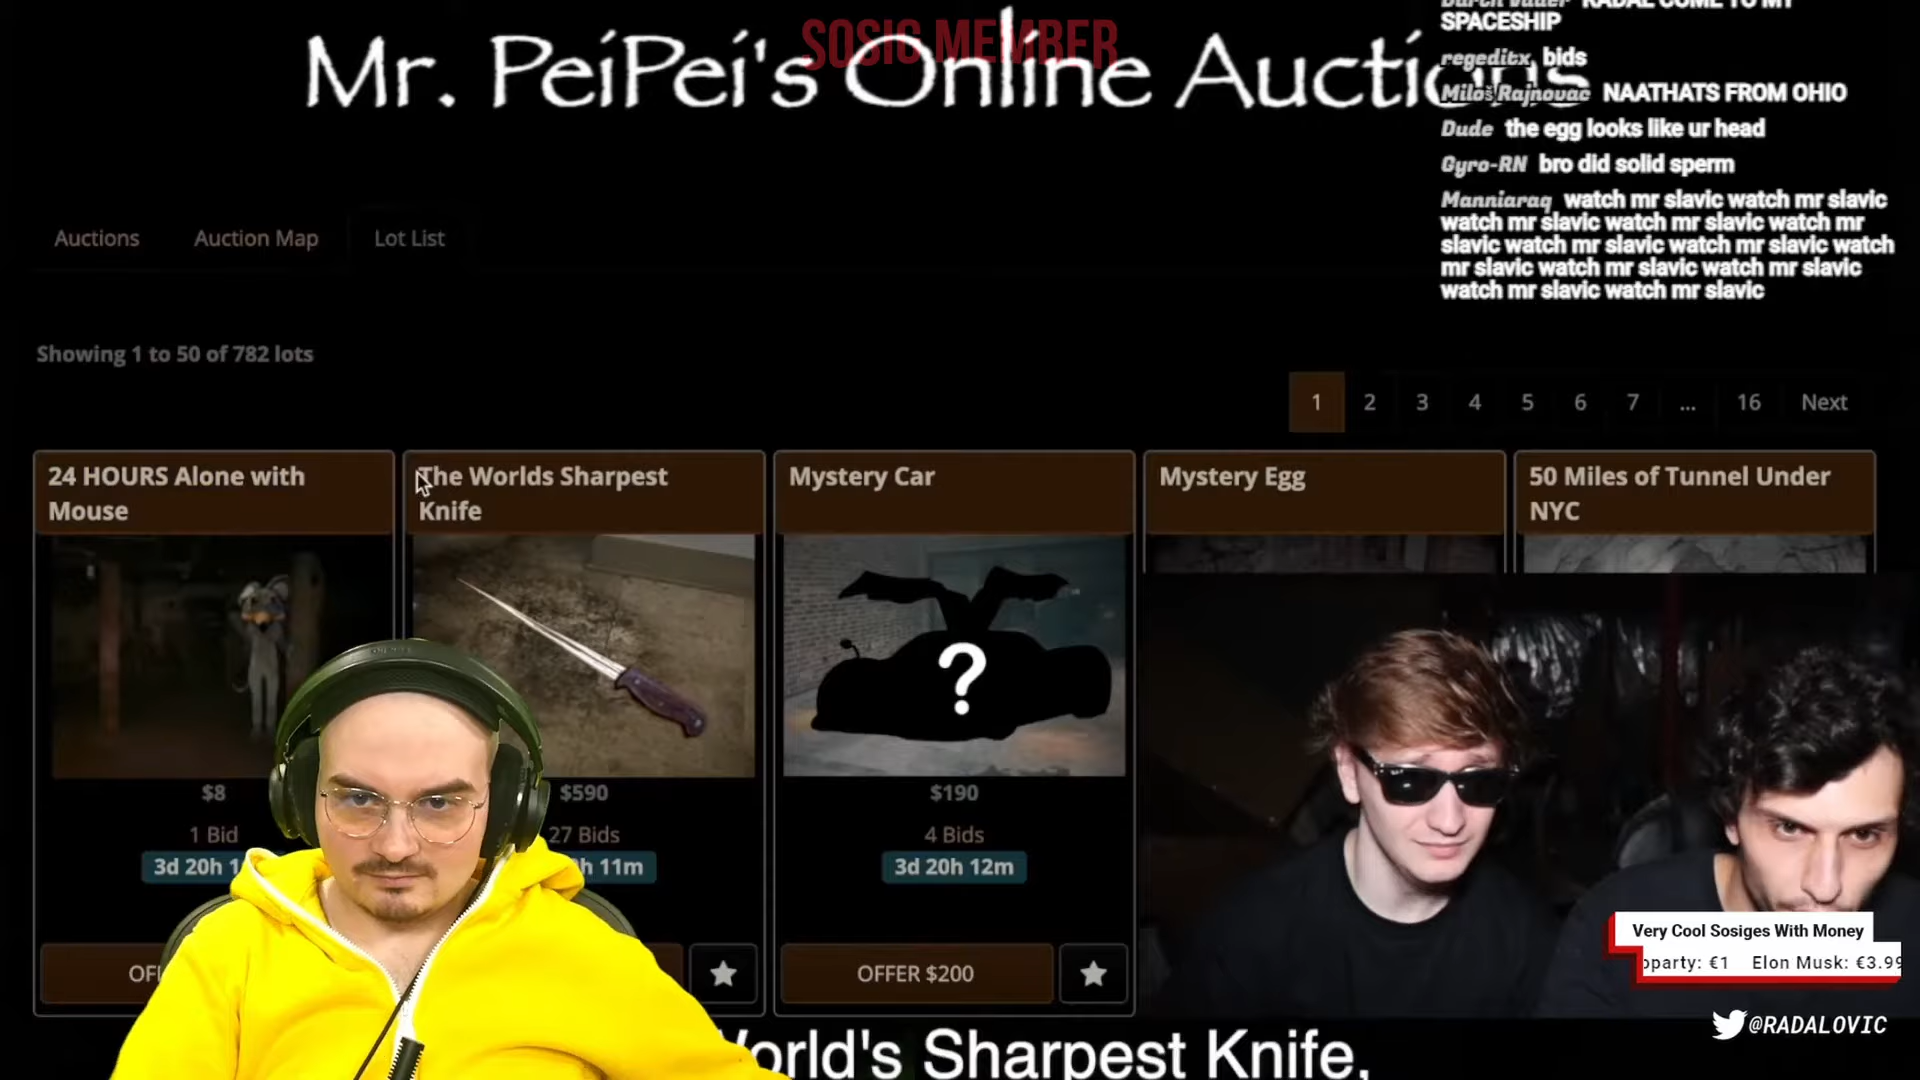 SOSIG MEMBER
Mr. PeiPei's Online Auctions
SPACESHIP
regeditx bids
Miloš Rajnovac NAATHATS FROM OHIO
Dude the egg looks like ur head
Gyro-RN bro did solid sperm
Manniaraq watch mr slavic watch mr slavic
watch mr slavic watch mr slavic watch mr
slavic watch mr slavic watch mr slavic watch
mr slavic watch mr slavic watch mr slavic
watch mr slavic watch mr slavic
Auctions Auction Map Lot List
Showing 1 to 50 of 782 lots
1 2 3 4 5 6 7 ... 16 Next
24 HOURS Alone with
Mouse
The Worlds Sharpest
Knife
Mystery Car
Mystery Egg
50 Miles of Tunnel Under
NYC
?
$8
1 Bid
3d 20h
$590
27 Bids
11m
$190
4 Bids
3d 20h 12m
OFFER $200
Very Cool Sosiges With Money
oparty: €1 Elon Musk: €3.99
@RADALOVIC
World's Sharpest Knife,